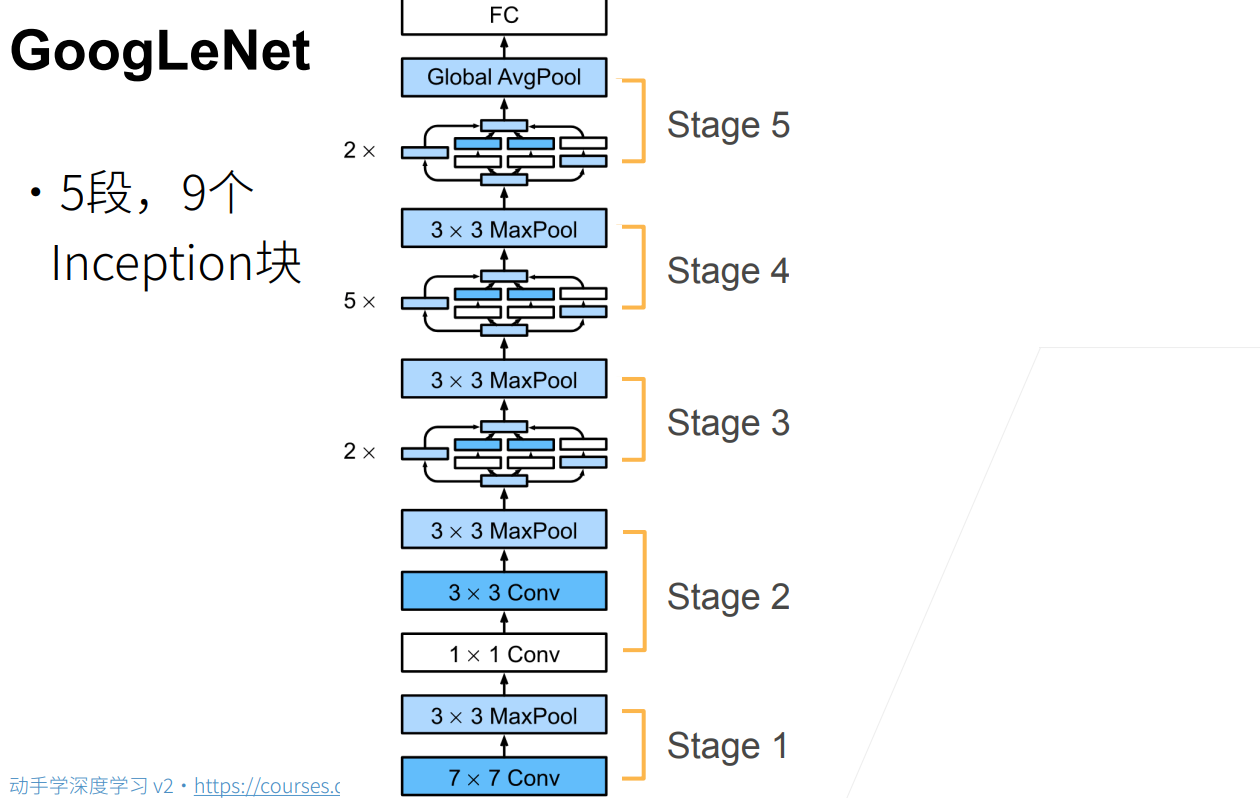 GoogLeNet
• 5段，9个
Inception块
FC
Global AvgPool
2 ×
Stage 5
3 × 3 MaxPool
5 ×
Stage 4
3 × 3 MaxPool
2 ×
Stage 3
3 × 3 MaxPool
3 × 3 Conv
Stage 2
1 × 1 Conv
3 × 3 MaxPool
Stage 1
7 × 7 Conv
动手学深度学习 v2 • https://courses.